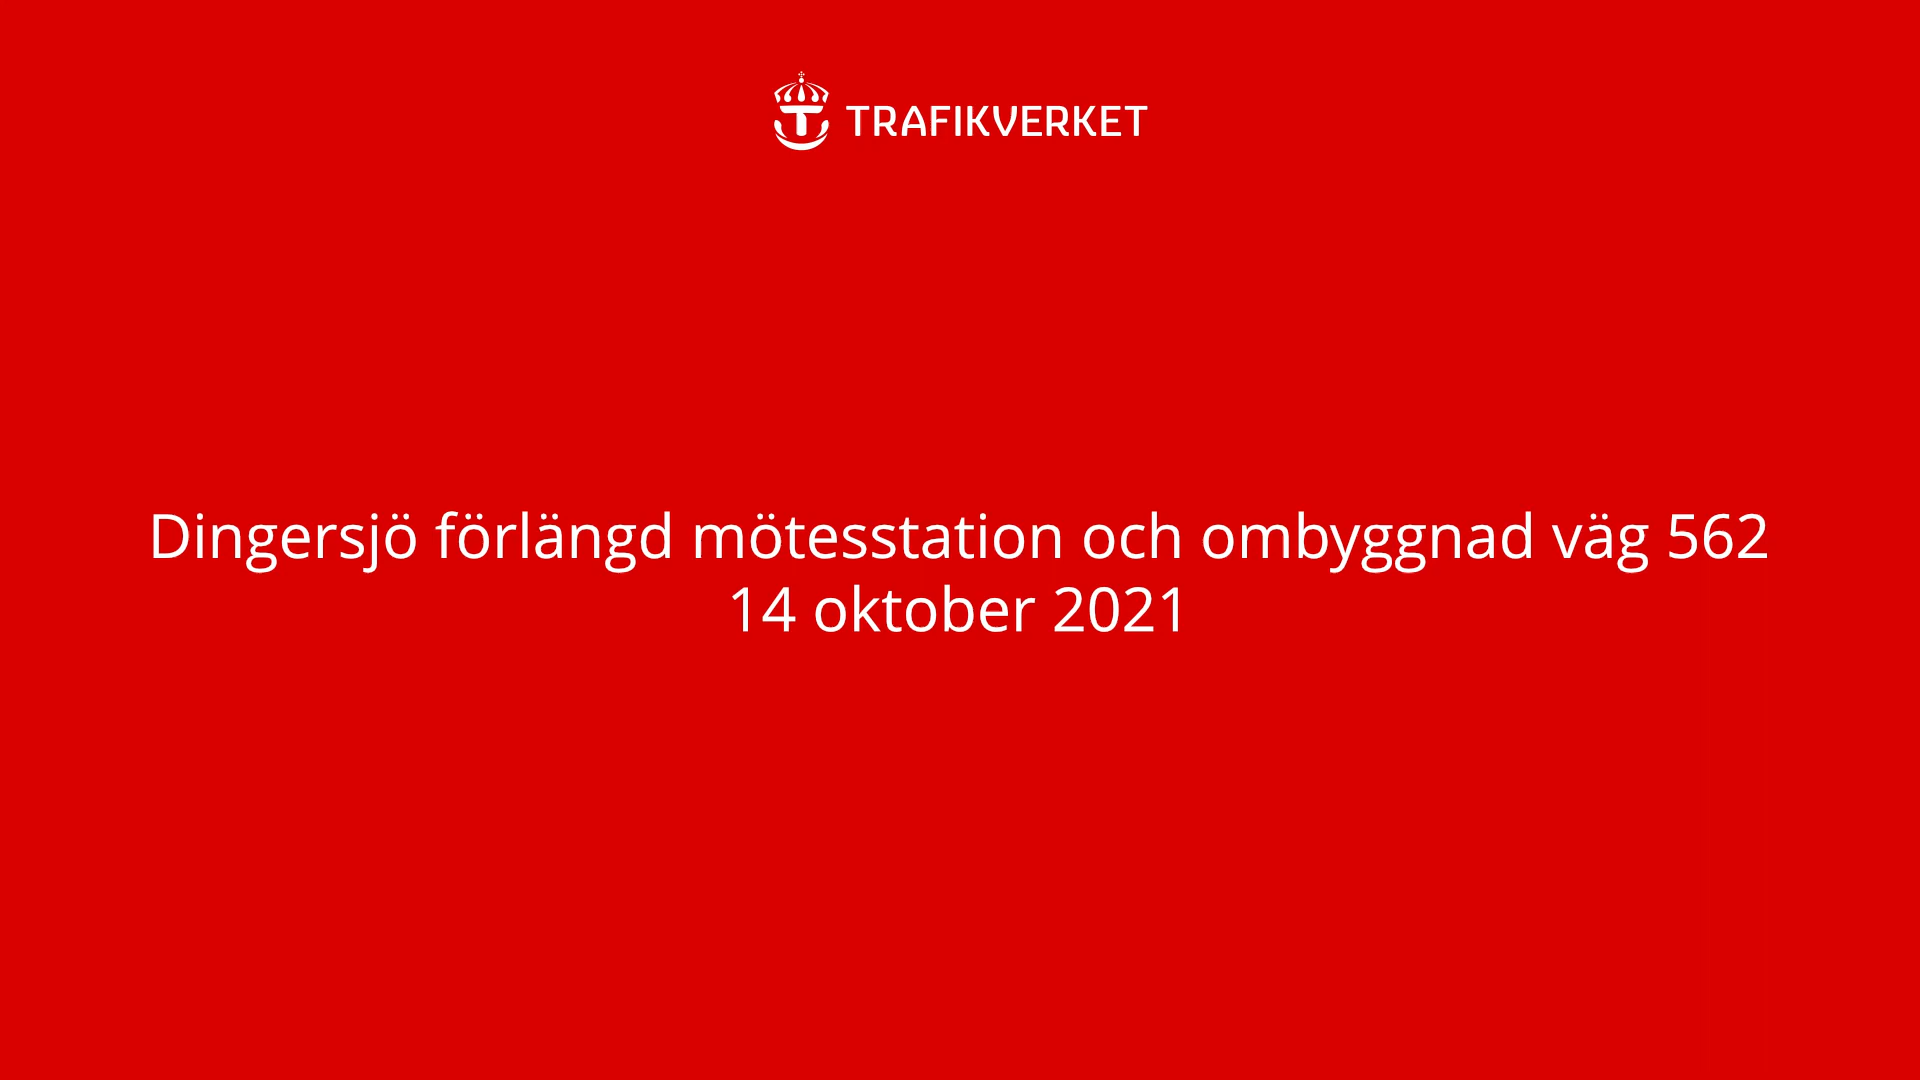 TRAFIKVERKET
Dingersjö förlängd mötesstation och ombyggnad väg 562
14 oktober 2021